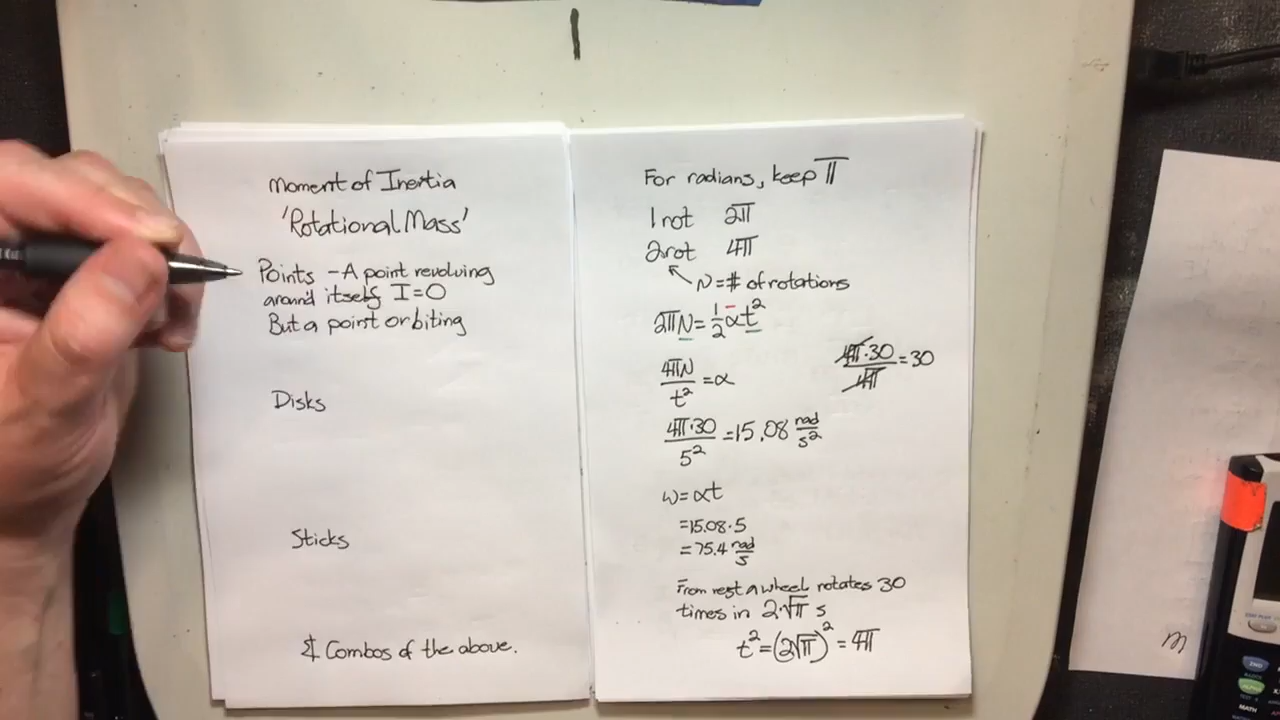 Moment of Inertia
'Rotational Mass'
Points - A point revolving
around itself I=0
But a point orbiting
Disks
Sticks
& Combos of the above.
For radians, keep π
1rot 2π
2rot 4π
N=# of rotations
2πN=1/2αt²
4πN/t²=α
4π·30/4π=30
4π·30/5²=15.08 rad/s²
ω=αt
=15.08·5
=75.4 rad/s
From rest a wheel rotates 30
times in 2·√π s
t²=(2√π)²=4π
m
2ND
ALPHA
MATH